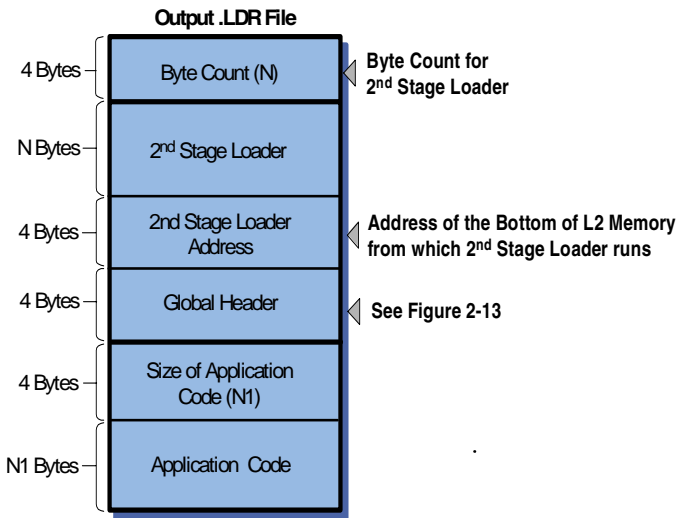 Output .LDR File
4 Bytes
Byte Count (N)
Byte Count for
2nd Stage Loader
N Bytes
2nd Stage Loader
4 Bytes
2nd Stage Loader
Address
Address of the Bottom of L2 Memory
from which 2nd Stage Loader runs
4 Bytes
Global Header
See Figure 2-13
4 Bytes
Size of Application
Code (N1)
N1 Bytes
Application Code
.